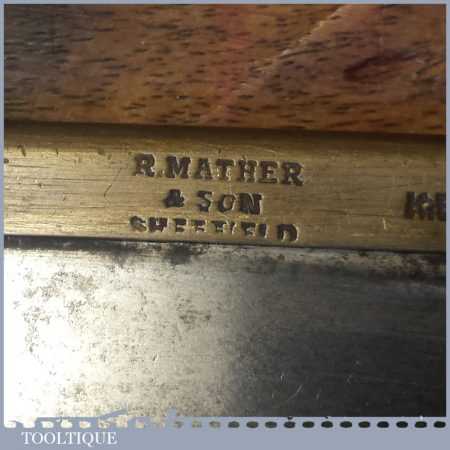 R. MATHER
& SON
SHEFFIELD
TOOLTIQUE